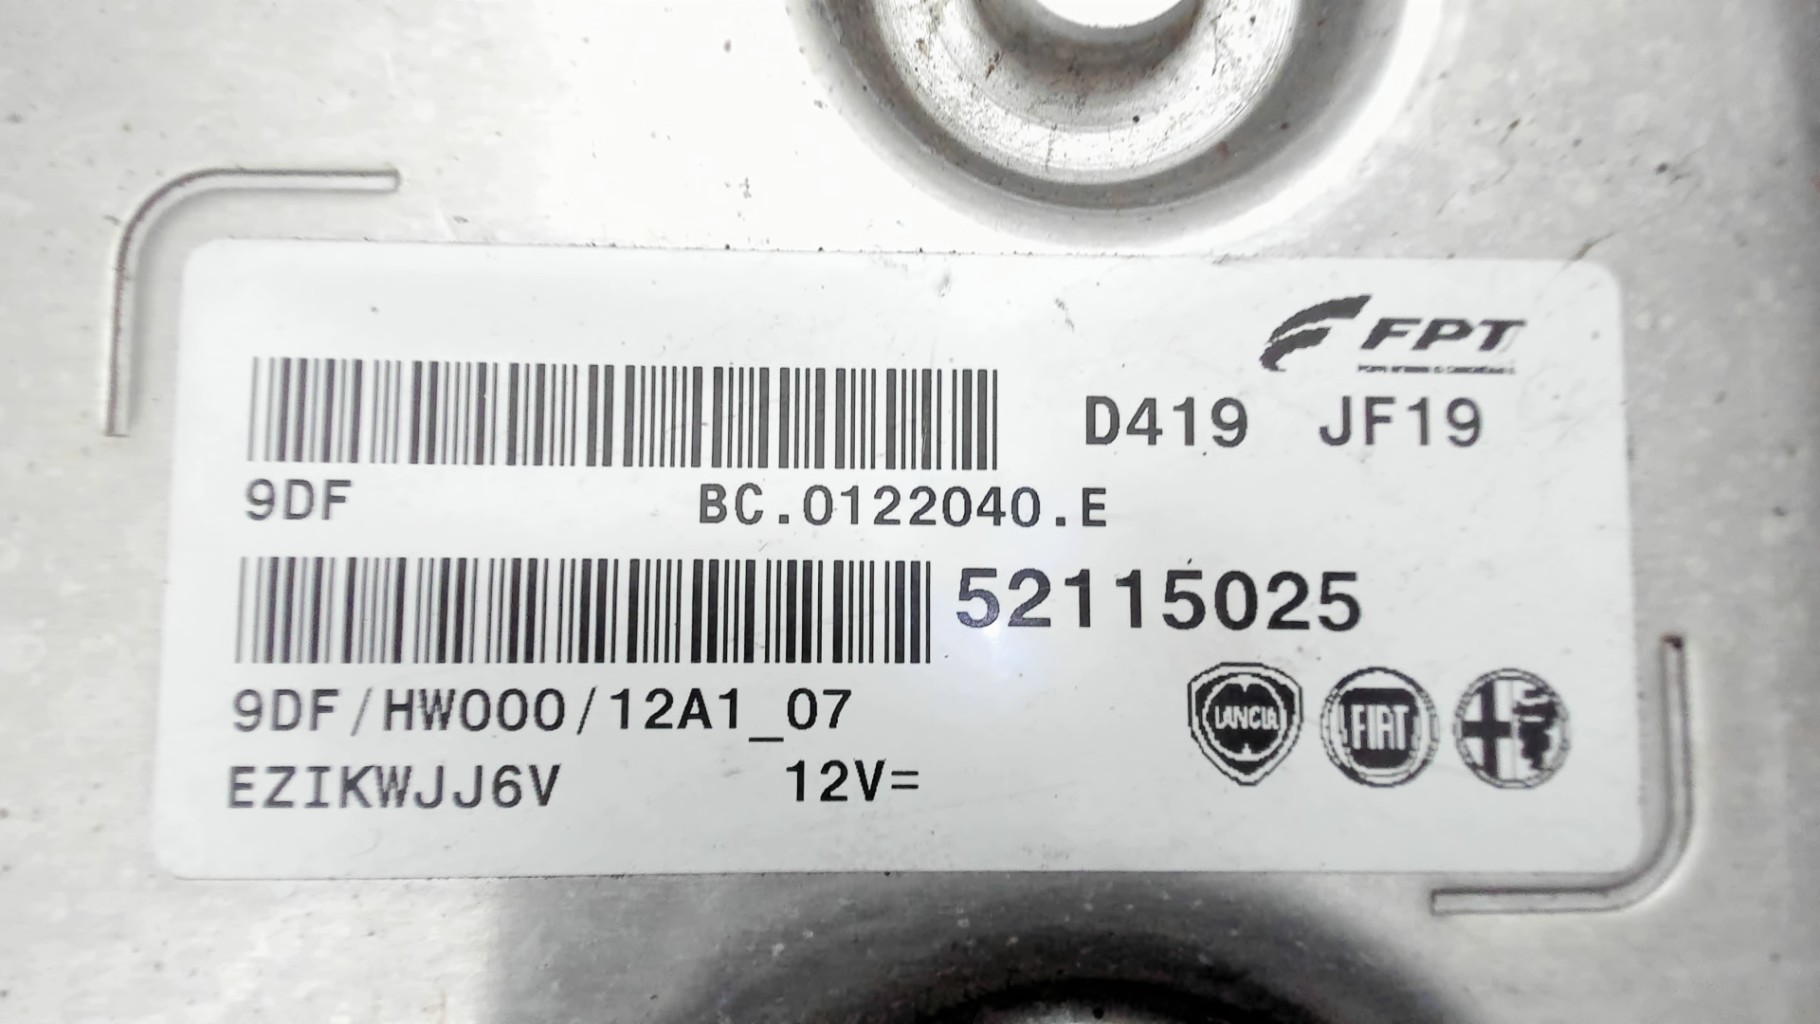 FPT
D419 JF19
9DF BC.0122040.E
52115025
9DF/HW000/12A1_07
LANCIA FIAT
EZIKWJJ6V 12V=